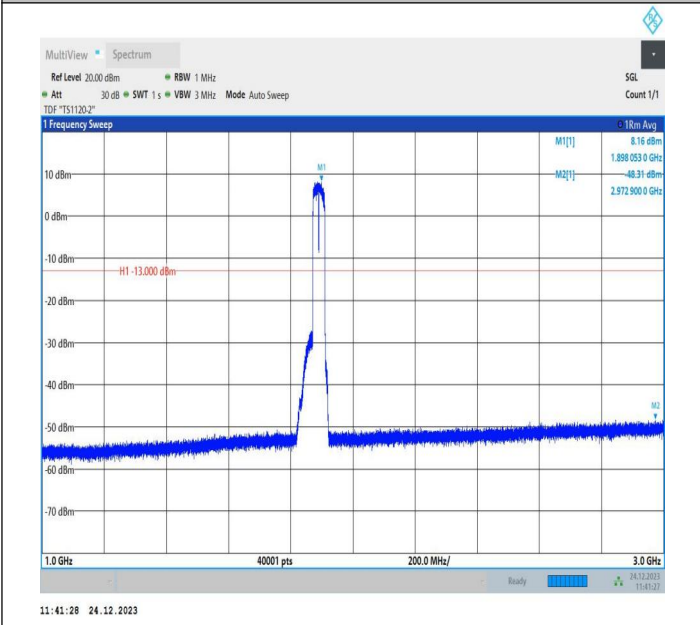 MultiView Spectrum
Ref Level 20.00 dBm RBW 1 MHz SGL
Att 30 dB SWT 1 s VBW 3 MHz Mode Auto Sweep Count 1/1
TDF "TS1120-2"
1 Frequency Sweep 1Rm Avg
M1[1] 8.16 dBm
1.898 053 0 GHz
M2[1] -48.31 dBm
2.972 900 0 GHz
M1
10 dBm
0 dBm
-10 dBm
H1 -13.000 dBm
-20 dBm
-30 dBm
-40 dBm
M2
-50 dBm
-60 dBm
-70 dBm
1.0 GHz 40001 pts 200.0 MHz/ 3.0 GHz
Ready 24.12.2023
11:41:27
11:41:28 24.12.2023